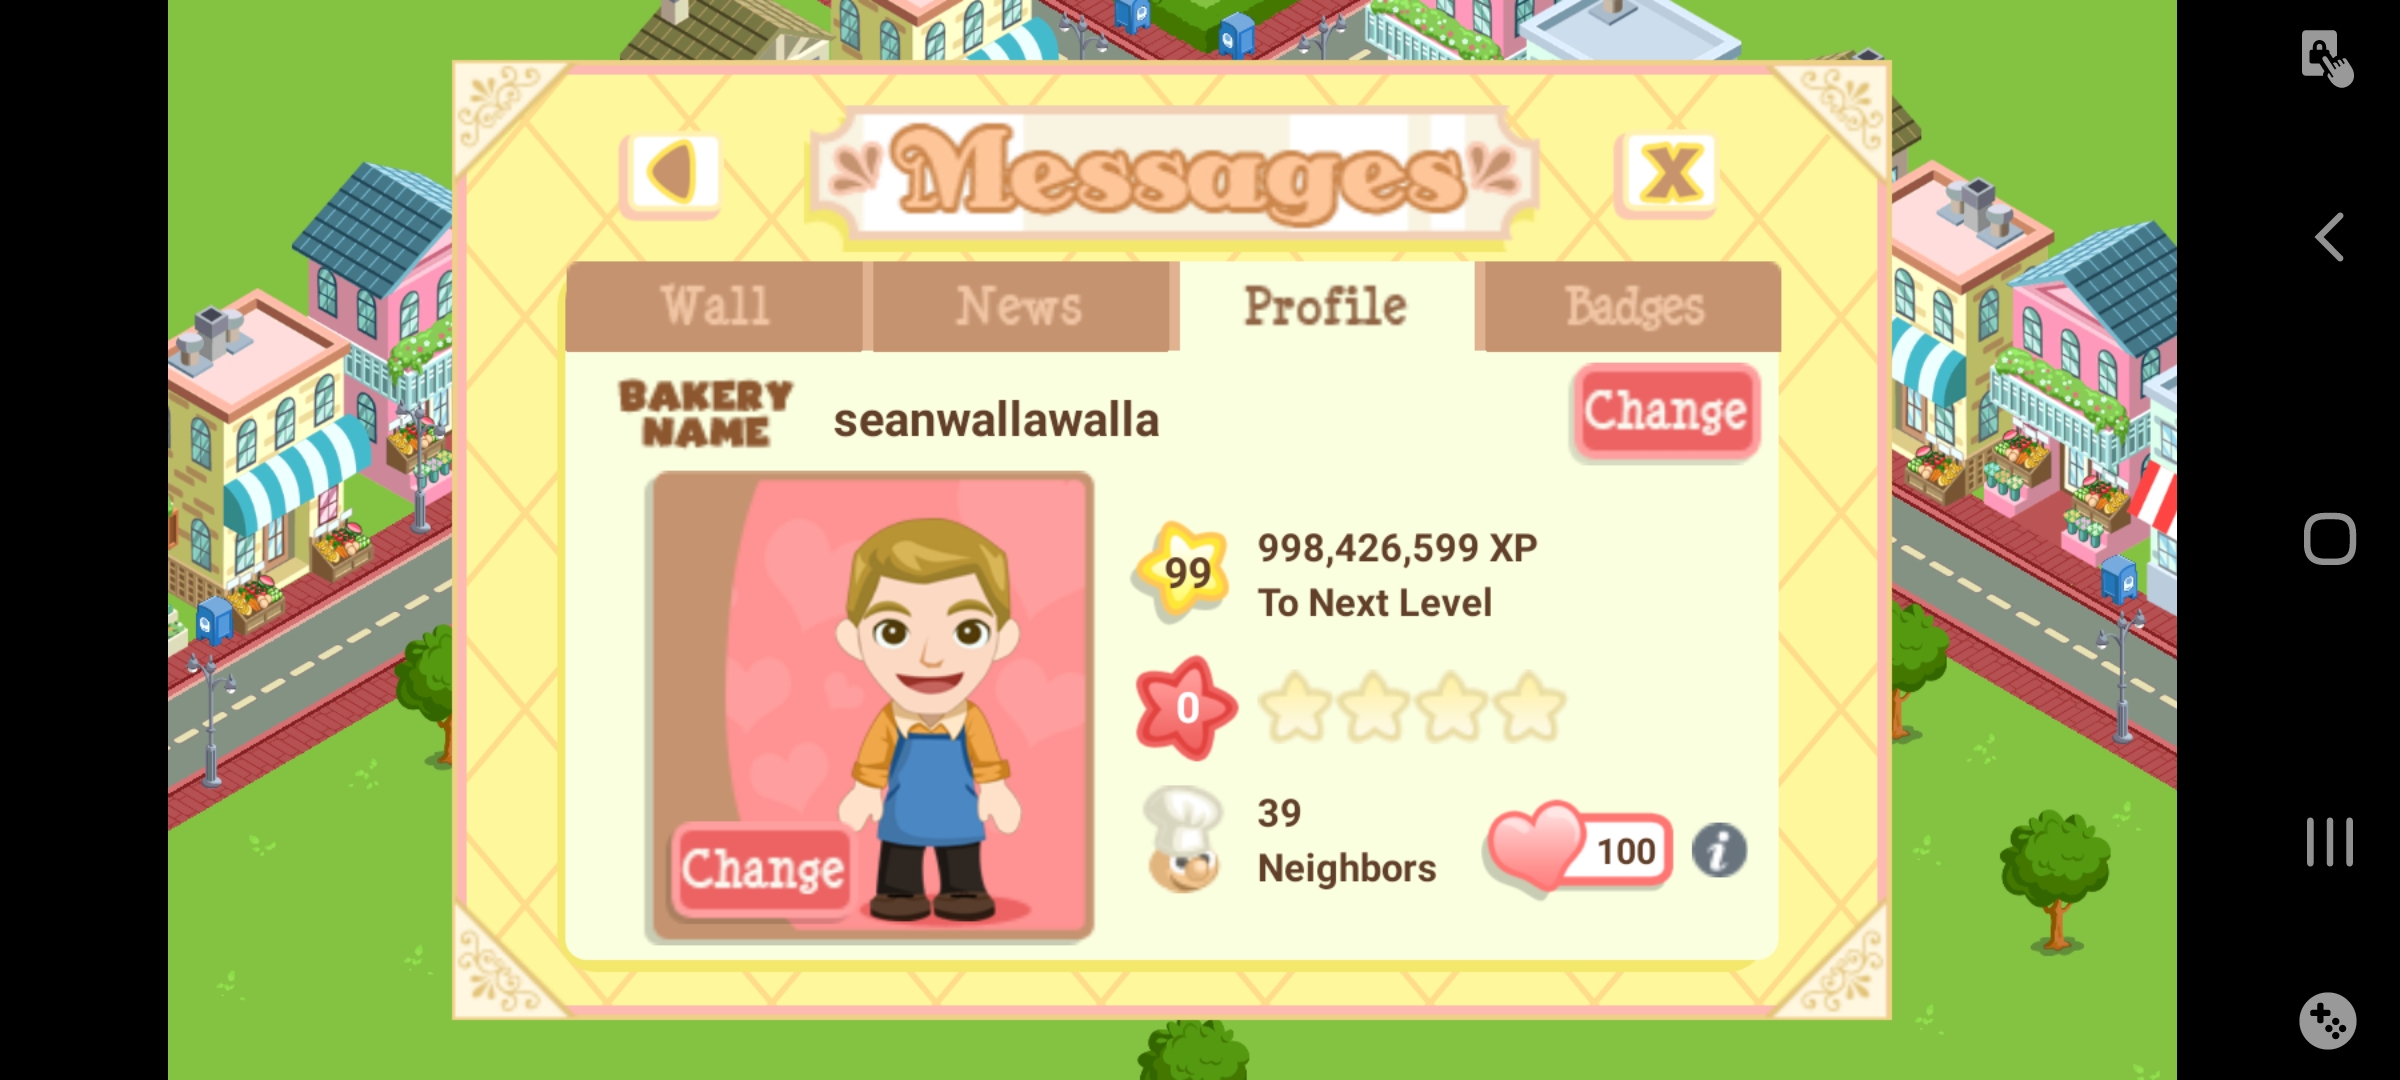 Messages
X
Wall
News
Profile
Badges
BAKERY
NAME
seanwallawalla
Change
99
998,426,599 XP
To Next Level
0
39
Neighbors
100
i
Change